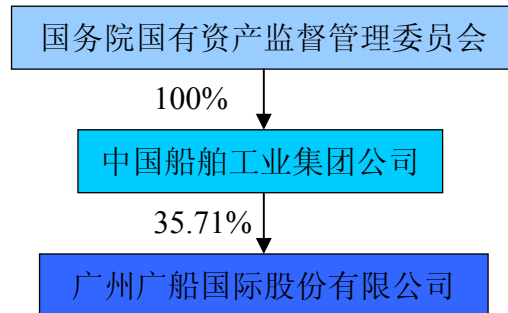 国务院国有资产监督管理委员会
100%
中国船舶工业集团公司
35.71%
广州广船国际股份有限公司